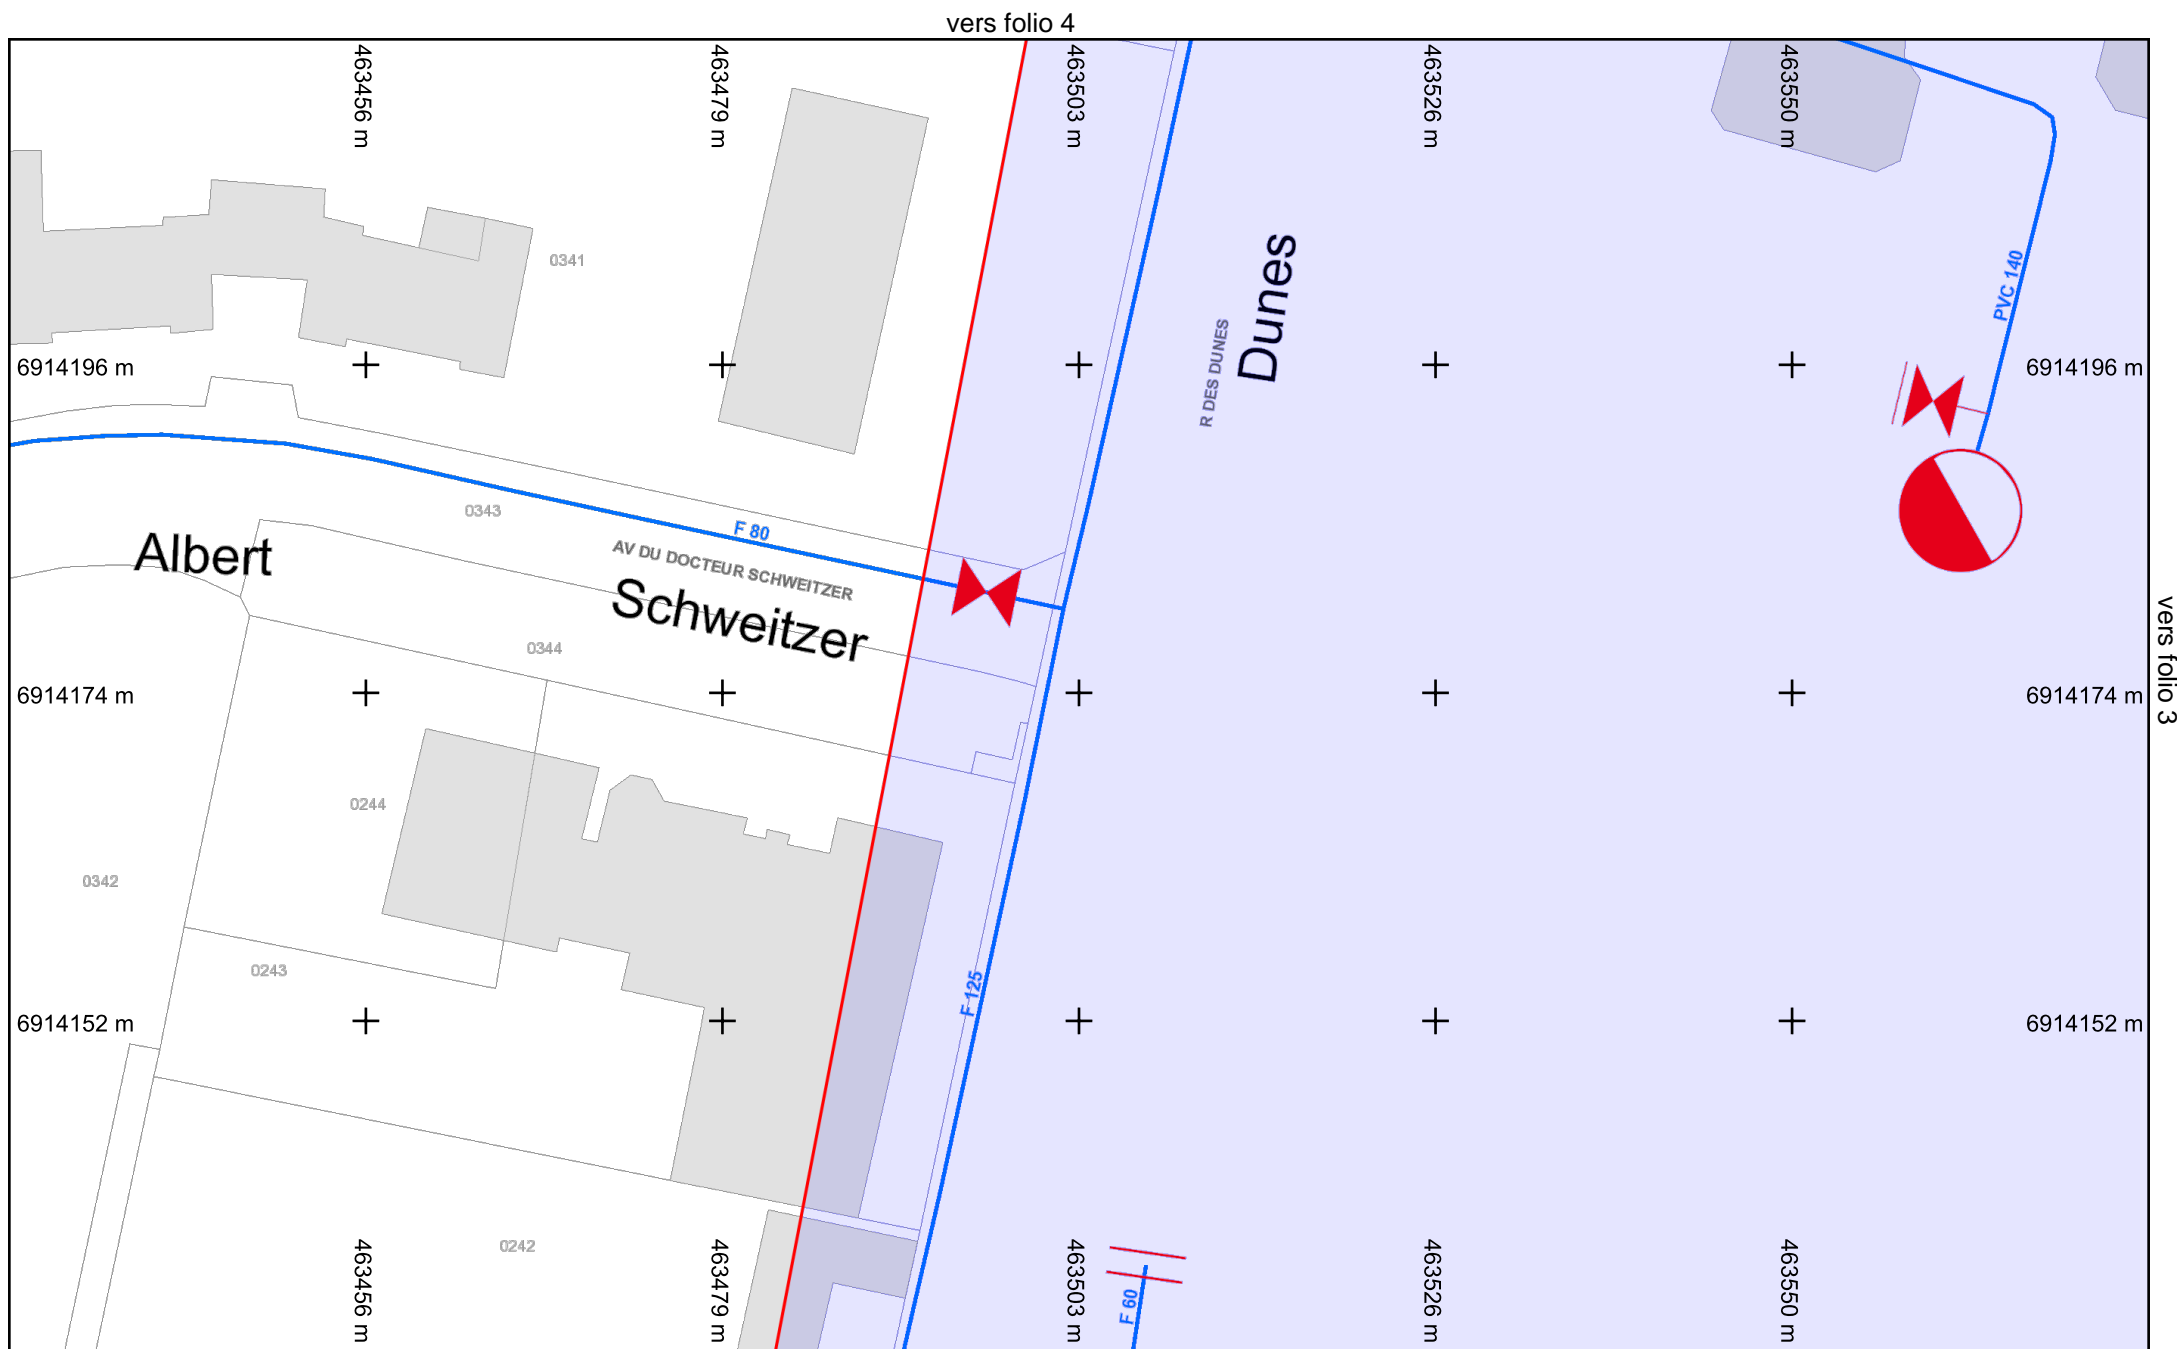 vers folio 4
463456 m
463479 m
463503 m
463526 m
463550 m
0341
Dunes
R DES DUNES
PVC 140
6914196 m
6914196 m
0343
F 80
Albert
AV DU DOCTEUR SCHWEITZER
Schweitzer
0344
vers folio 3
6914174 m
6914174 m
0244
0342
0243
F 125
6914152 m
6914152 m
0242
463456 m
463479 m
463503 m
463526 m
463550 m
F 60